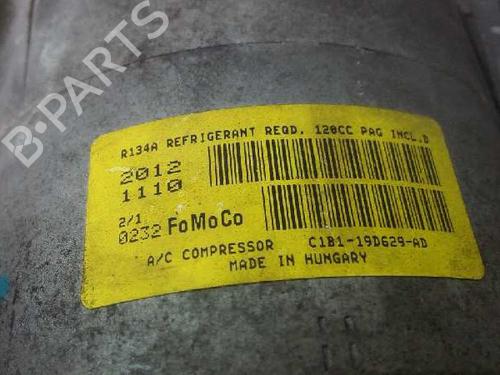 B-PARTS
R134A REFRIGERANT REQD, 120CC PAG INCL.D
2012
1110
2/1
0232 FoMoCo
A/C COMPRESSOR C1B1-19D629-AD
MADE IN HUNGARY